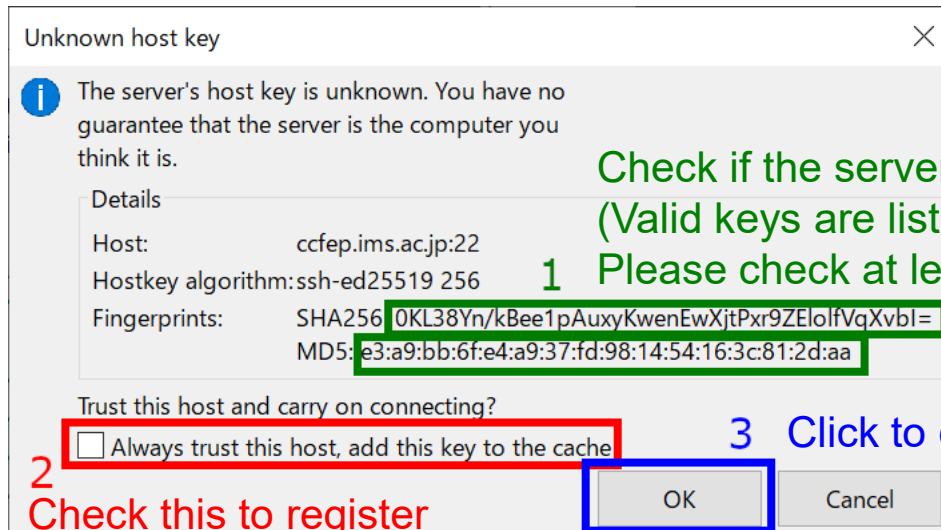 Unknown host key
The server's host key is unknown. You have no
guarantee that the server is the computer you
think it is.
Check if the server
(Valid keys are list
Please check at le
Details
Host: ccfep.ims.ac.jp:22
Hostkey algorithm: ssh-ed25519 256
1
Fingerprints: SHA256: 0KL38Yn/kBee1pAuxyKwenEwXjtPxr9ZElolfVqXvbI=
MD5: e3:a9:bb:6f:e4:a9:37:fd:98:14:54:16:3c:81:2d:aa
Trust this host and carry on connecting?
Always trust this host, add this key to the cache
2
Check this to register
3 Click to
OK Cancel